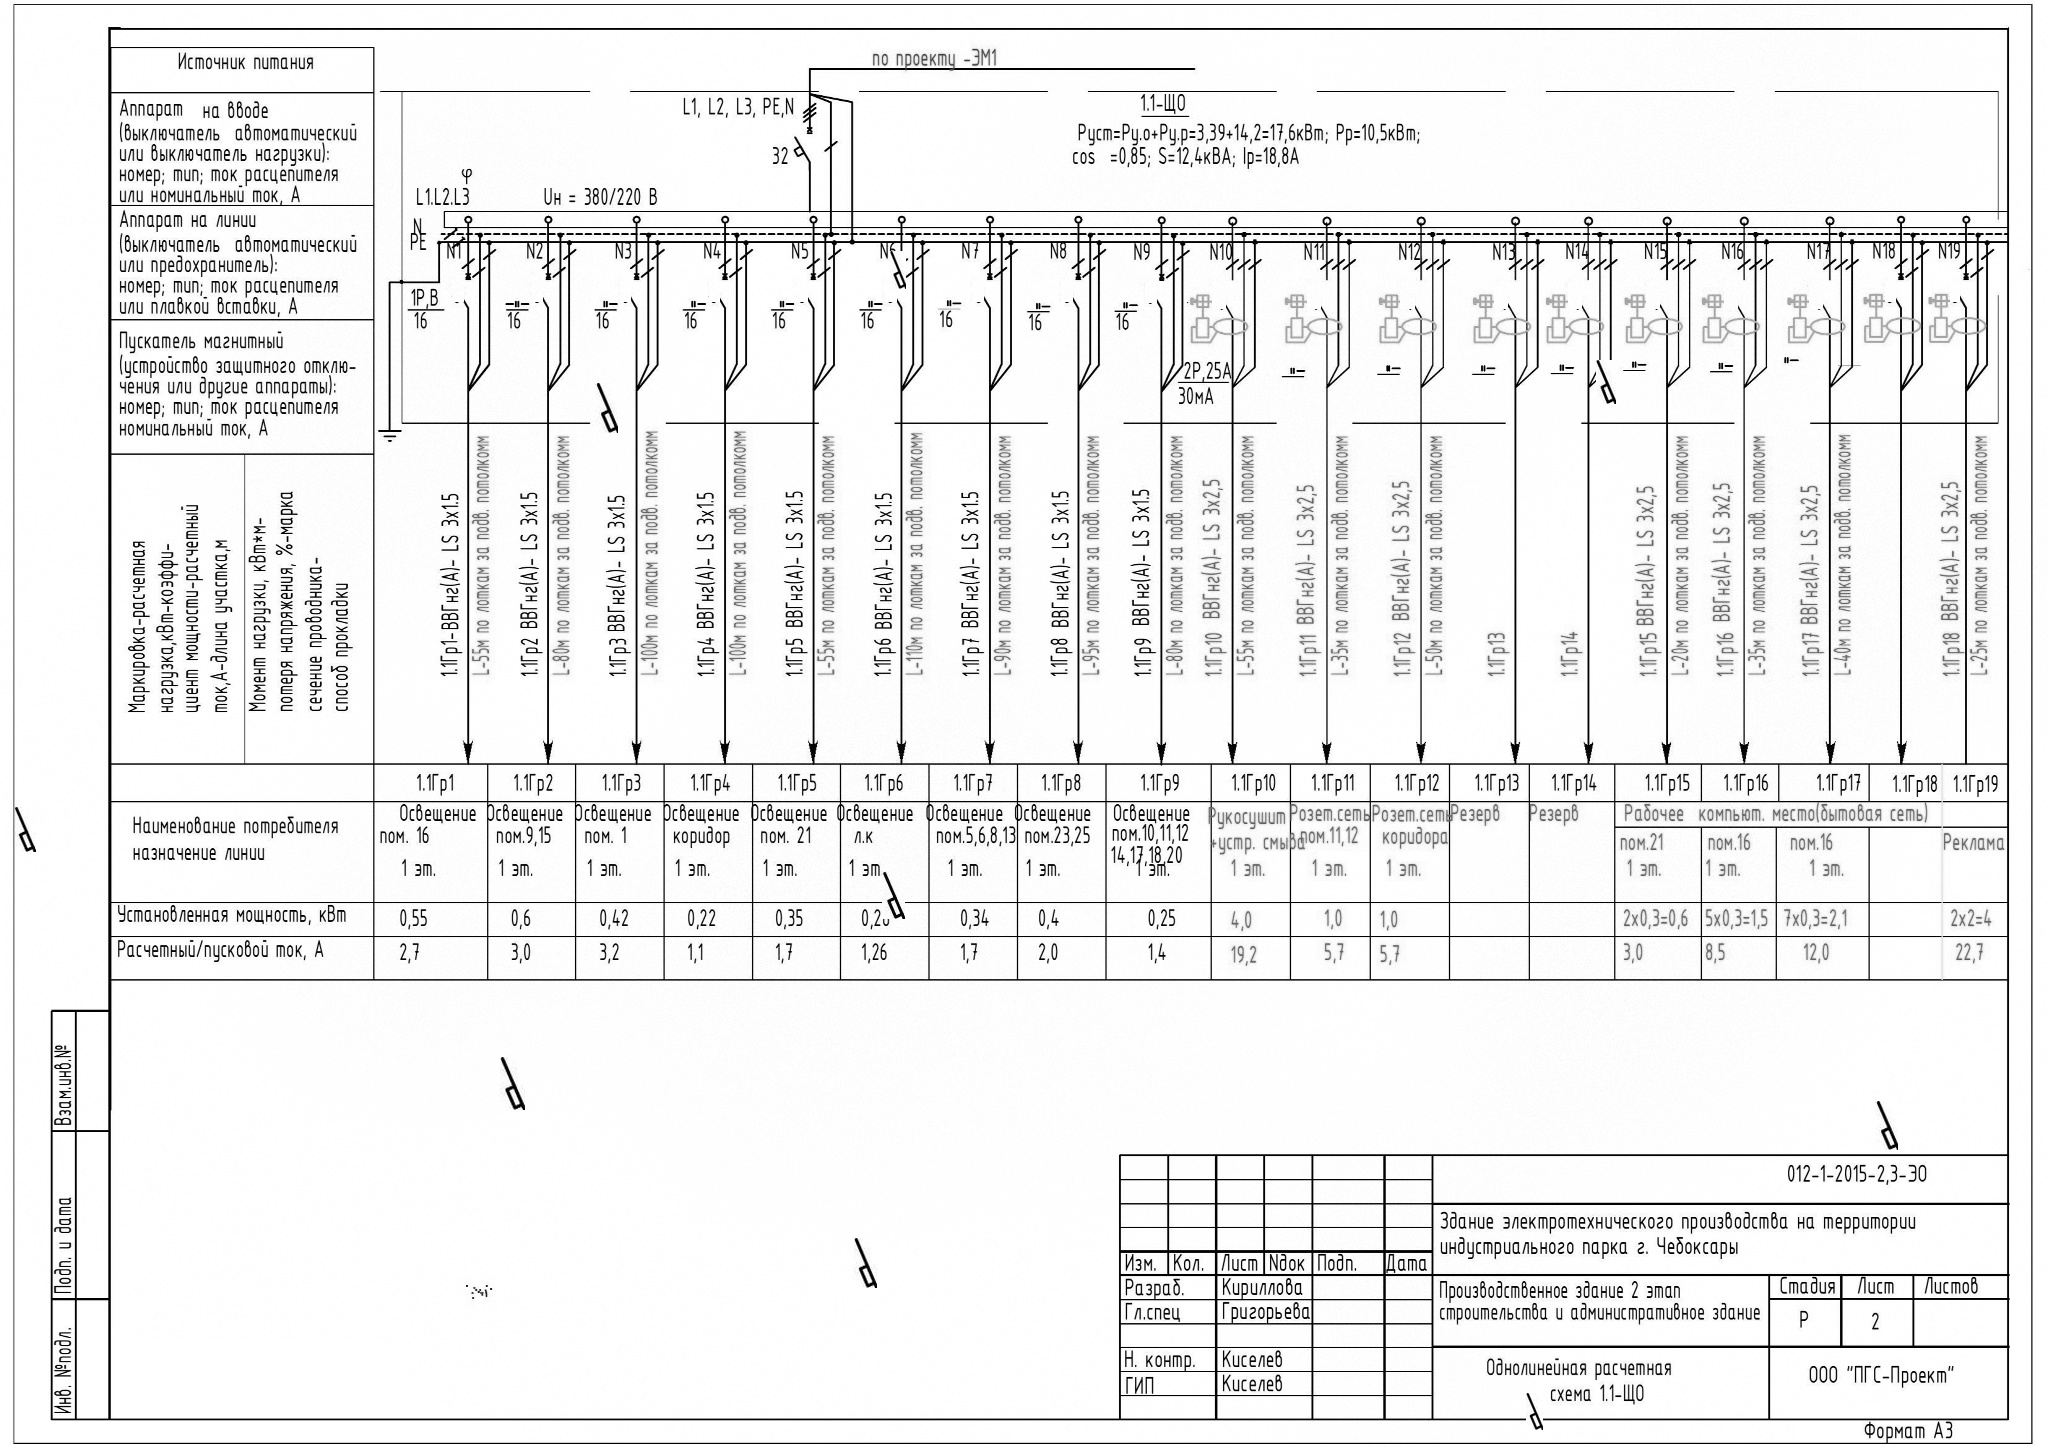 Источник питания
Аппарат на вводе
(выключатель автоматический
или выключатель нагрузки):
номер; тип; ток расцепителя
или номинальный ток, А
Аппарат на линии
(выключатель автоматический
или предохранитель):
номер; тип; ток расцепителя
или плавкой вставки, А
Пускатель магнитный
(устройство защитного отклю-
чения или другие аппараты):
номер; тип; ток расцепителя
номинальный ток, А
Маркировка-расчетная
нагрузка,кВт-коэффи-
циент мощности-расчетный
ток,А-длина участка,м
Момент нагрузки, кВт*м-
потеря напряжения, %-марка
сечение проводника-
способ прокладки
по проекту -ЭМ1
L1, L2, L3, PE,N
32
1.1-ЩО
Руст=Ру.о+Ру.р=3,39+14,2=17,6кВт; Рр=10,5кВт;
cos =0,85; S=12,4кВА; Iр=18,8А
φ
L1.L2.L3
Uн = 380/220 В
N
PE
N1 N2 N3 N4 N5 N6 N7 N8 N9 N10 N11 N12 N13 N14 N15 N16 N17 N18 N19
1Р,В
16
-"- 16
-"- 16
-"- 16
-"- 16
-"- 16
-"- 16
-"- 16
-"- 16
2Р,25А
30мА
-"- -"- -"- -"- -"- -"-
1.1Гр1-ВВГнг(А)- LS 3х1.5
L-55м по лоткам за подв. потолкомм
1.1Гр2 ВВГнг(А)- LS 3х1.5
L-80м по лоткам за подв. потолкомм
1.1Гр3 ВВГнг(А)- LS 3х1.5
L-100м по лоткам за подв. потолкомм
1.1Гр4 ВВГнг(А)- LS 3х1.5
L-100м по лоткам за подв. потолкомм
1.1Гр5 ВВГнг(А)- LS 3х1.5
L-55м по лоткам за подв. потолкомм
1.1Гр6 ВВГнг(А)- LS 3х1.5
L-110м по лоткам за подв. потолкомм
1.1Гр7 ВВГнг(А)- LS 3х1.5
L-90м по лоткам за подв. потолкомм
1.1Гр8 ВВГнг(А)- LS 3х1.5
L-95м по лоткам за подв. потолкомм
1.1Гр9 ВВГнг(А)- LS 3х1.5
L-80м по лоткам за подв. потолкомм
1.1Гр10 ВВГнг(А)- LS 3х2,5
L-55м по лоткам за подв. потолкомм
1.1Гр11 ВВГнг(А)- LS 3х2,5
L-35м по лоткам за подв. потолкомм
1.1Гр12 ВВГнг(А)- LS 3х2,5
L-50м по лоткам за подв. потолкомм
1.1Гр13
1.1Гр14
1.1Гр15 ВВГнг(А)- LS 3х2,5
L-20м по лоткам за подв. потолкомм
1.1Гр16 ВВГнг(А)- LS 3х2,5
L-35м по лоткам за подв. потолкомм
1.1Гр17 ВВГнг(А)- LS 3х2,5
L-40м по лоткам за подв. потолкомм
1.1Гр18 ВВГнг(А)- LS 3х2,5
L-25м по лоткам за подв. потолкомм
1.1Гр1 1.1Гр2 1.1Гр3 1.1Гр4 1.1Гр5 1.1Гр6 1.1Гр7 1.1Гр8 1.1Гр9 1.1Гр10 1.1Гр11 1.1Гр12 1.1Гр13 1.1Гр14 1.1Гр15 1.1Гр16 1.1Гр17 1.1Гр18 1.1Гр19
Наименование потребителя
назначение линии
Освещение
пом. 16
1 эт.
Освещение
пом.9,15
1 эт.
Освещение
пом. 1
1 эт.
Освещение
коридор
1 эт.
Освещение
пом. 21
1 эт.
Освещение
л.к
1 эт.
Освещение
пом.5,6,8,13
1 эт.
Освещение
пом.23,25
1 эт.
Освещение
пом.10,11,12
14,17,18,20
1 эт.
Рукосушит
+устр. смыва
1 эт.
Розет.сеть
пом.11,12
1 эт.
Розет.сеть
коридора
1 эт.
Резерв
Резерв
Рабочее компьют. место(бытовая сеть)
пом.21
1 эт.
пом.16
1 эт.
пом.16
1 эт.
Реклама
Установленная мощность, кВт
0,55 0,6 0,42 0,22 0,35 0,34 0,4 0,25 4,0 1,0 1,0 2х0,3=0,6 5х0,3=1,5 7х0,3=2,1 2х2=4
Расчетный/пусковой ток, А
2,7 3,0 3,2 1,1 1,7 1,26 1,7 2,0 1,4 19,2 5,7 5,7 3,0 8,5 12,0 22,7
Взам.инв.№
Подп. и дата
Инв. №подл.
012-1-2015-2,3-ЭО
Здание электротехнического производства на территории
индустриального парка г. Чебоксары
Изм. Кол. Лист Nдок Подп. Дата
Разраб. Кириллова
Гл.спец Григорьева
Н. контр. Киселев
ГИП Киселев
Производственное здание 2 этап
строительства и административное здание
Стадия Лист Листов
Р 2
Однолинейная расчетная
схема 1.1-ЩО
ООО "ПГС-Проект"
Формат А3